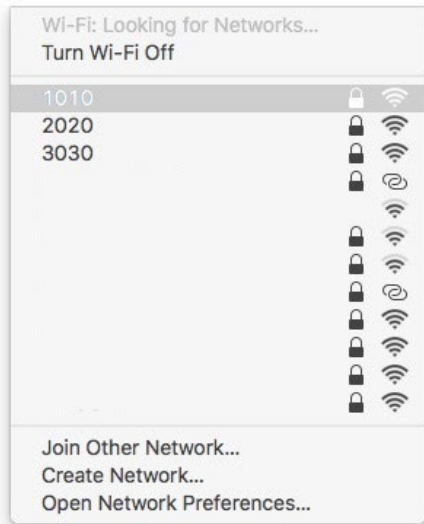 Wi-Fi: Looking for Networks...
Turn Wi-Fi Off
1010
2020
3030
Join Other Network...
Create Network...
Open Network Preferences...